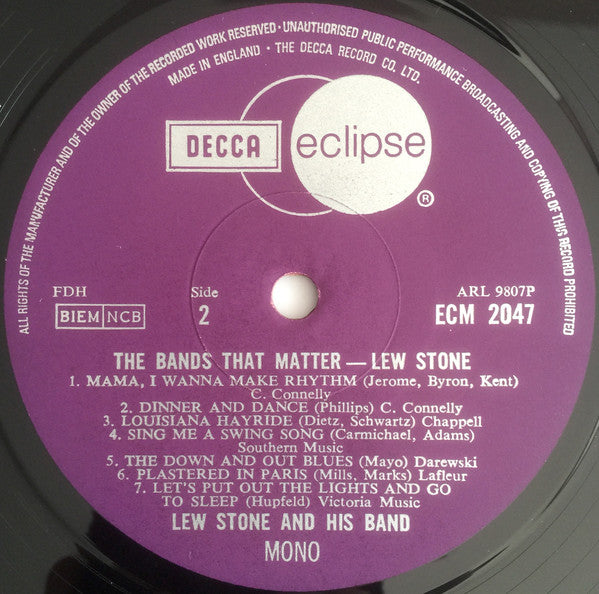 ALL RIGHTS OF THE MANUFACTURER AND OF THE OWNER OF THE RECORDED WORK RESERVED · UNAUTHORISED PUBLIC PERFORMANCE BROADCASTING AND COPYING OF THIS RECORD PROHIBITED
MADE IN ENGLAND · THE DECCA RECORD CO. LTD.
DECCA eclipse
®
FDH Side ARL 9807P
BIEM NCB 2 ECM 2047
THE BANDS THAT MATTER — LEW STONE
1. MAMA, I WANNA MAKE RHYTHM (Jerome, Byron, Kent)
C. Connelly
2. DINNER AND DANCE (Phillips) C. Connelly
3. LOUISIANA HAYRIDE (Dietz, Schwartz) Chappell
4. SING ME A SWING SONG (Carmichael, Adams)
Southern Music
5. THE DOWN AND OUT BLUES (Mayo) Darewski
6. PLASTERED IN PARIS (Mills, Marks) Lafleur
7. LET'S PUT OUT THE LIGHTS AND GO
TO SLEEP (Hupfeld) Victoria Music
LEW STONE AND HIS BAND
MONO